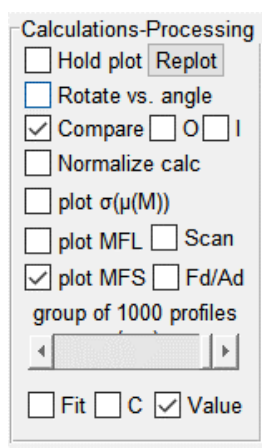 Calculations-Processing
Hold plot Replot
Rotate vs. angle
Compare O I
Normalize calc
plot σ(μ(M))
plot MFL Scan
plot MFS Fd/Ad
group of 1000 profiles
Fit C Value